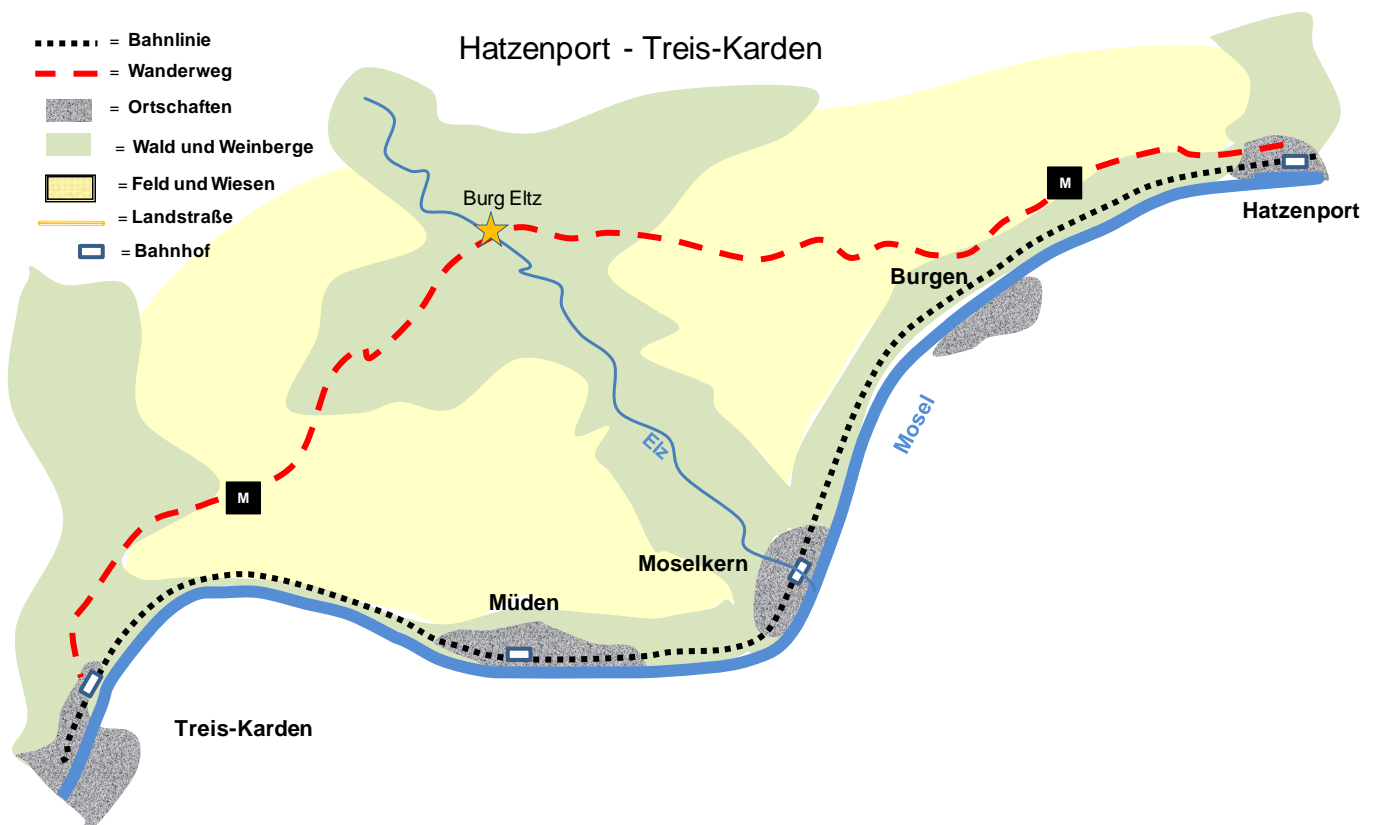 Hatzenport - Treis-Karden
= Bahnlinie
= Wanderweg
= Ortschaften
= Wald und Weinberge
= Feld und Wiesen
= Landstraße
= Bahnhof
Burg Eltz
M
Hatzenport
Burgen
Mosel
Elz
M
Moselkern
Müden
Treis-Karden